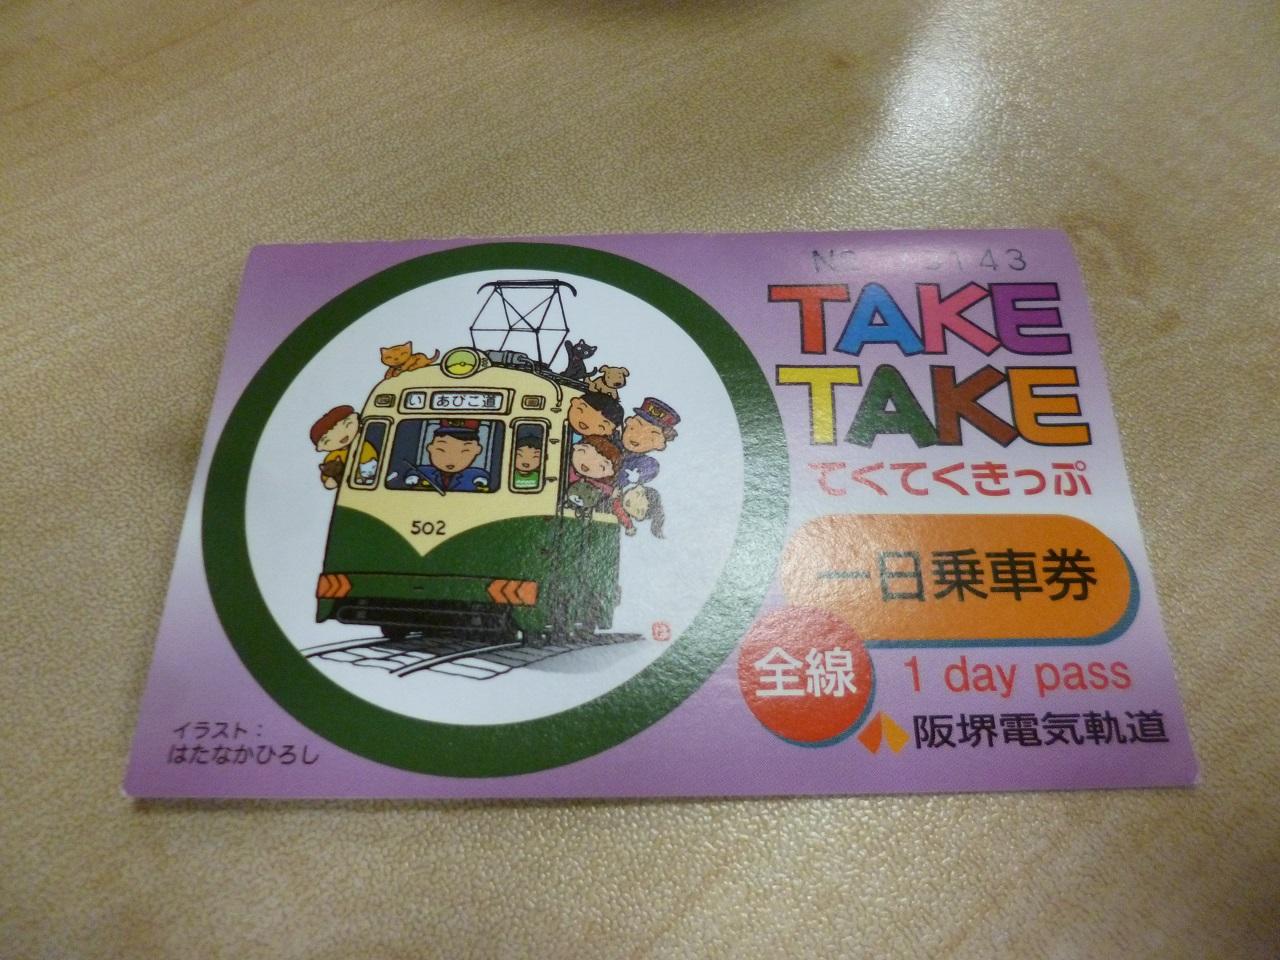 143
TAKE
TAKE
てくてくきっぷ
一日乗車券
全線
1 day pass
阪堺電気軌道
い あびこ道
502
イラスト：
はたなかひろし